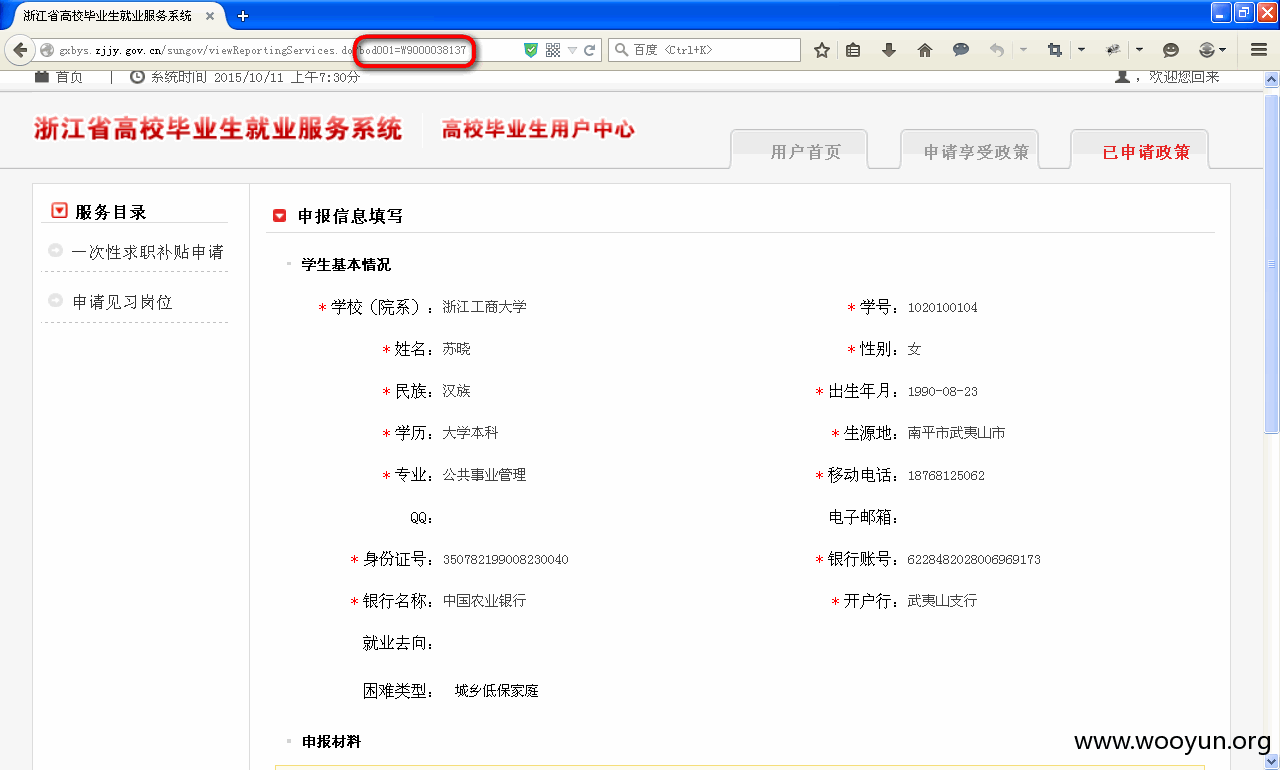 浙江省高校毕业生就业服务系统
gxbys.zjjy.gov.cn/sungov/viewReportingServices.do?bod001=W9000038137
百度 <Ctrl+K>
首页 | 系统时间 2015/10/11 上午7:30分
，欢迎您回来
浙江省高校毕业生就业服务系统 高校毕业生用户中心
用户首页 申请享受政策 已申请政策
服务目录
一次性求职补贴申请
申请见习岗位
申报信息填写
学生基本情况
* 学校（院系）：浙江工商大学 * 学号：1020100104
* 姓名：苏晓 * 性别：女
* 民族：汉族 * 出生年月：1990-08-23
* 学历：大学本科 * 生源地：南平市武夷山市
* 专业：公共事业管理 * 移动电话：18768125062
QQ： 电子邮箱：
* 身份证号：350782199008230040 * 银行账号：6228482028006969173
* 银行名称：中国农业银行 * 开户行：武夷山支行
就业去向：
困难类型： 城乡低保家庭
申报材料
www.wooyun.org